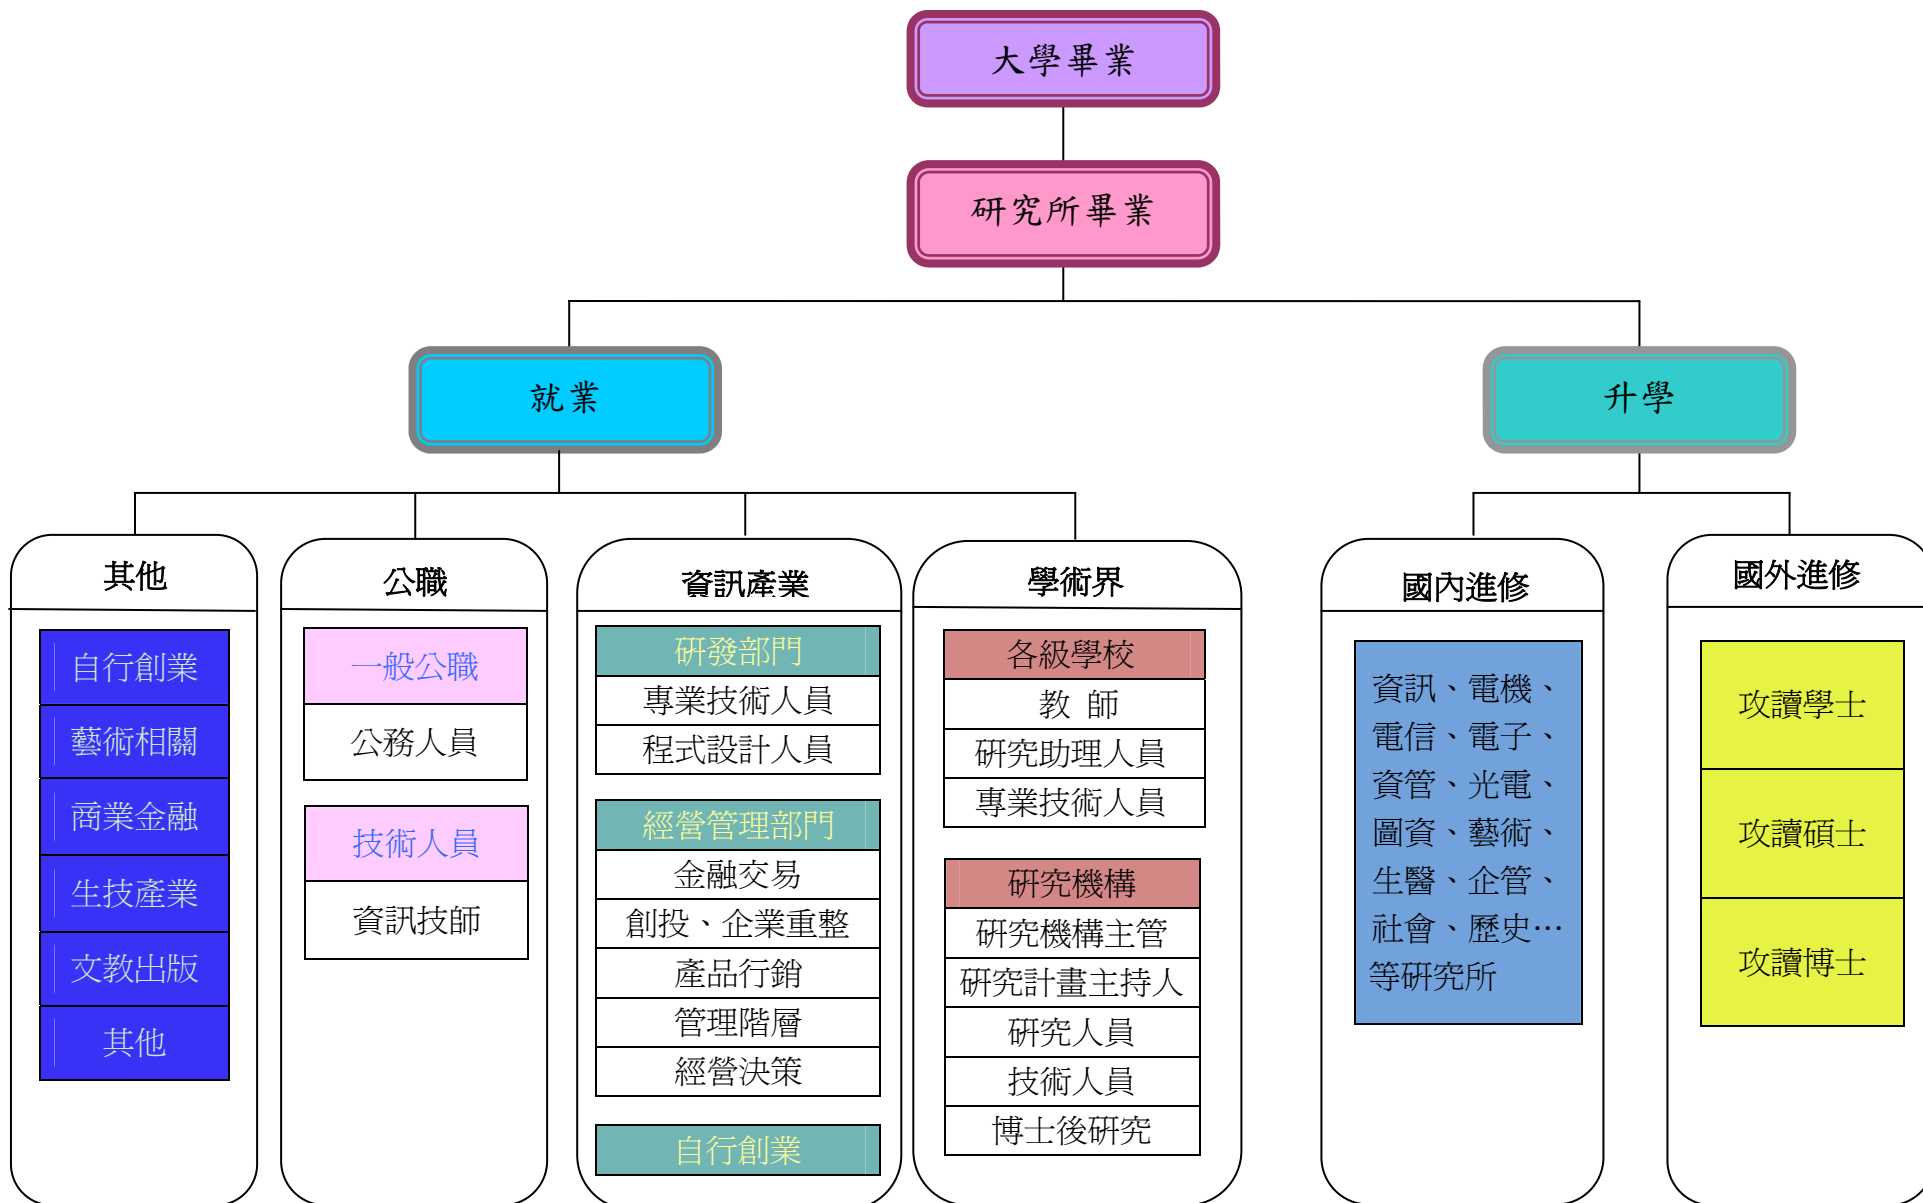 大學畢業
研究所畢業
就業
升學
其他
自行創業
藝術相關
商業金融
生技產業
文教出版
其他
公職
一般公職
公務人員
技術人員
資訊技師
資訊產業
研發部門
專業技術人員
程式設計人員
經營管理部門
金融交易
創投、企業重整
產品行銷
管理階層
經營決策
自行創業
學術界
各級學校
教 師
研究助理人員
專業技術人員
研究機構
研究機構主管
研究計畫主持人
研究人員
技術人員
博士後研究
國內進修
資訊、電機、
電信、電子、
資管、光電、
圖資、藝術、
生醫、企管、
社會、歷史…
等研究所
國外進修
攻讀學士
攻讀碩士
攻讀博士